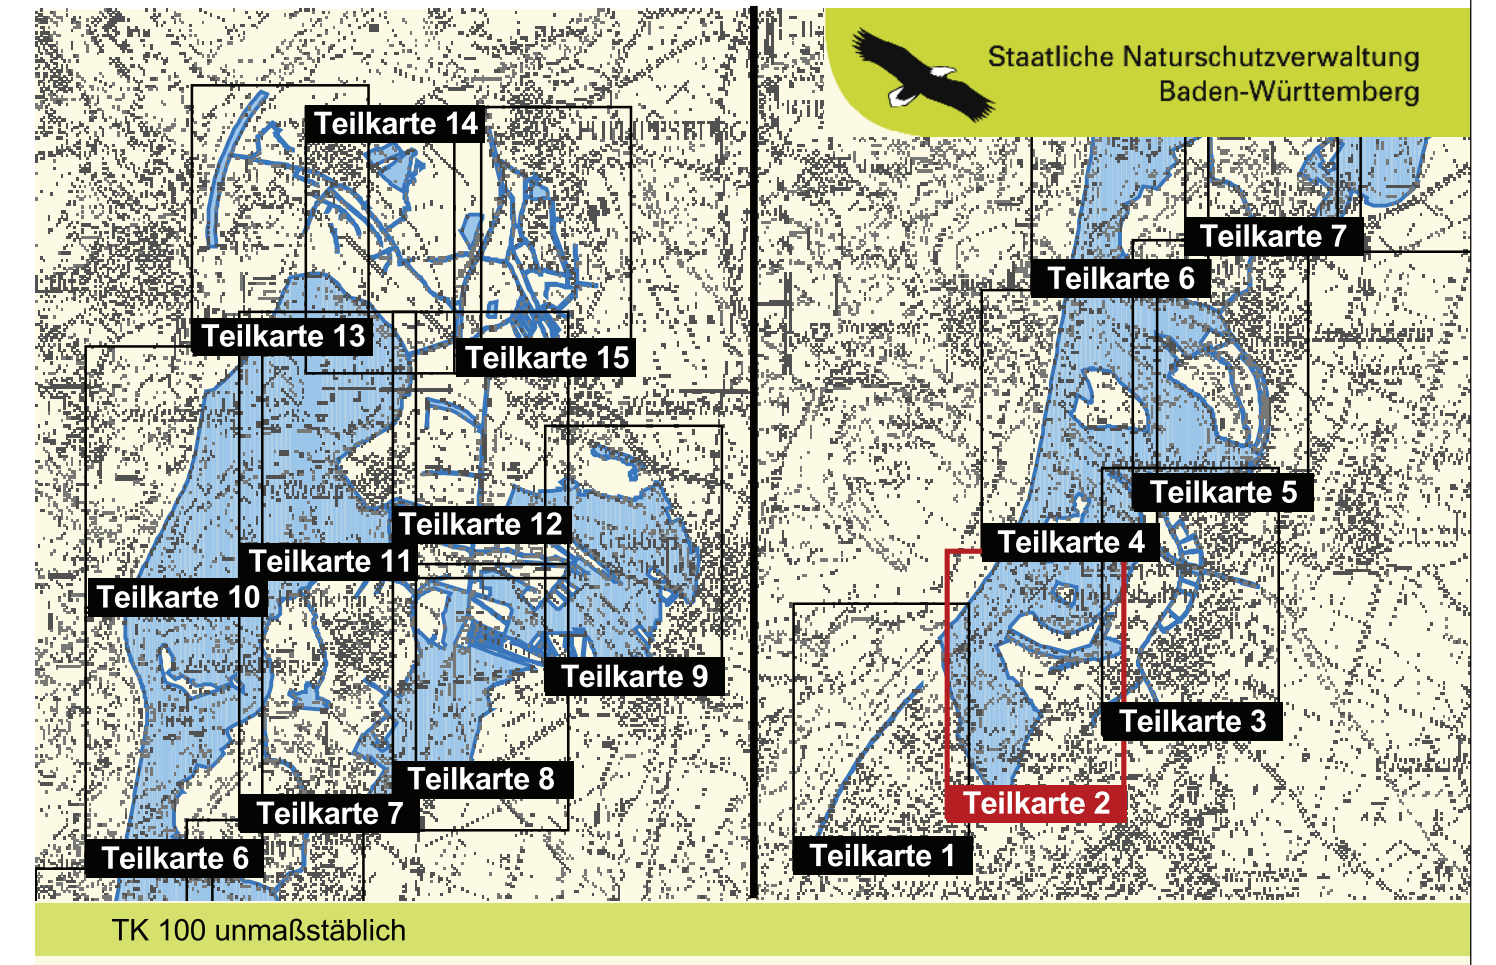 Teilkarte 14
Teilkarte 13
Teilkarte 15
Teilkarte 12
Teilkarte 11
Teilkarte 10
Teilkarte 9
Teilkarte 8
Teilkarte 7
Teilkarte 6
Staatliche Naturschutzverwaltung
Baden-Württemberg
Teilkarte 7
Teilkarte 6
Teilkarte 5
Teilkarte 4
Teilkarte 3
Teilkarte 2
Teilkarte 1
TK 100 unmaßstäblich